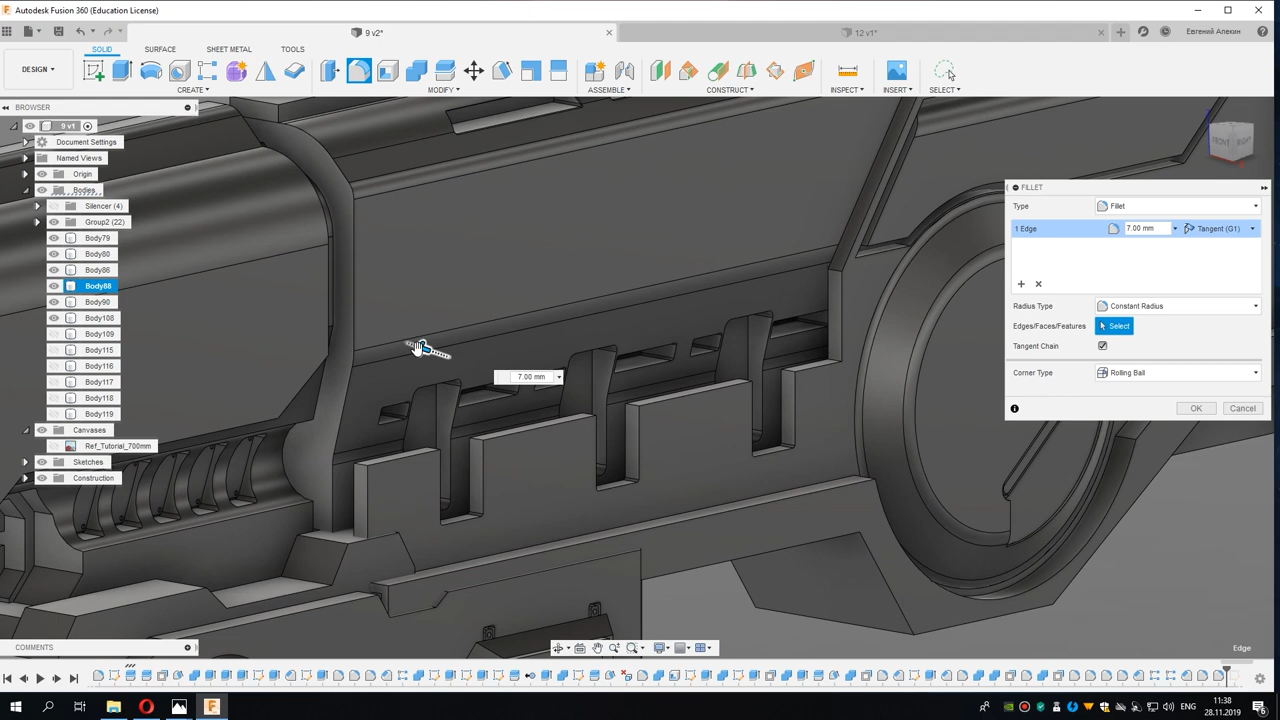 Autodesk Fusion 360 (Education License)
9 v2*
12 v1*
Евгений Апекин
SOLID
SURFACE
SHEET METAL
TOOLS
DESIGN
CREATE
MODIFY
ASSEMBLE
CONSTRUCT
INSPECT
INSERT
SELECT
BROWSER
9 v1
Document Settings
Named Views
Origin
Bodies
Silencer (4)
Group2 (22)
Body79
Body80
Body86
Body88
Body90
Body108
Body109
Body115
Body116
Body117
Body118
Body119
Canvases
Ref_Tutorial_700mm
Sketches
Construction
FRONT
RIGHT
FILLET
Type
Fillet
1 Edge
7.00 mm
Tangent (G1)
Radius Type
Constant Radius
Edges/Faces/Features
Select
Tangent Chain
Corner Type
Rolling Ball
OK
Cancel
7.00 mm
COMMENTS
Edge
ENG
11:38
28.11.2019
6